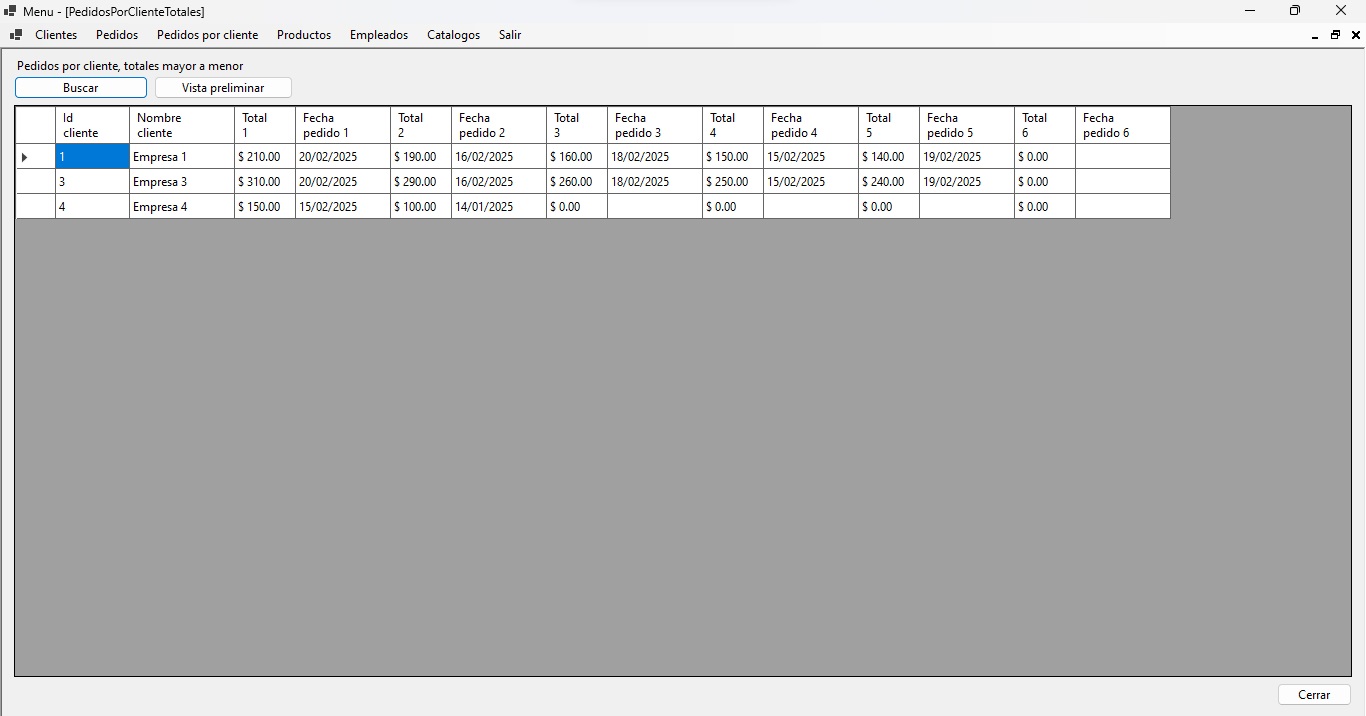 Menu - [PedidosPorClienteTotales]
Clientes Pedidos Pedidos por cliente Productos Empleados Catalogos Salir
Pedidos por cliente, totales mayor a menor
Buscar Vista preliminar
Id cliente Nombre cliente Total 1 Fecha pedido 1 Total 2 Fecha pedido 2 Total 3 Fecha pedido 3 Total 4 Fecha pedido 4 Total 5 Fecha pedido 5 Total 6 Fecha pedido 6
1 Empresa 1 $ 210.00 20/02/2025 $ 190.00 16/02/2025 $ 160.00 18/02/2025 $ 150.00 15/02/2025 $ 140.00 19/02/2025 $ 0.00
3 Empresa 3 $ 310.00 20/02/2025 $ 290.00 16/02/2025 $ 260.00 18/02/2025 $ 250.00 15/02/2025 $ 240.00 19/02/2025 $ 0.00
4 Empresa 4 $ 150.00 15/02/2025 $ 100.00 14/01/2025 $ 0.00 $ 0.00 $ 0.00 $ 0.00
Cerrar